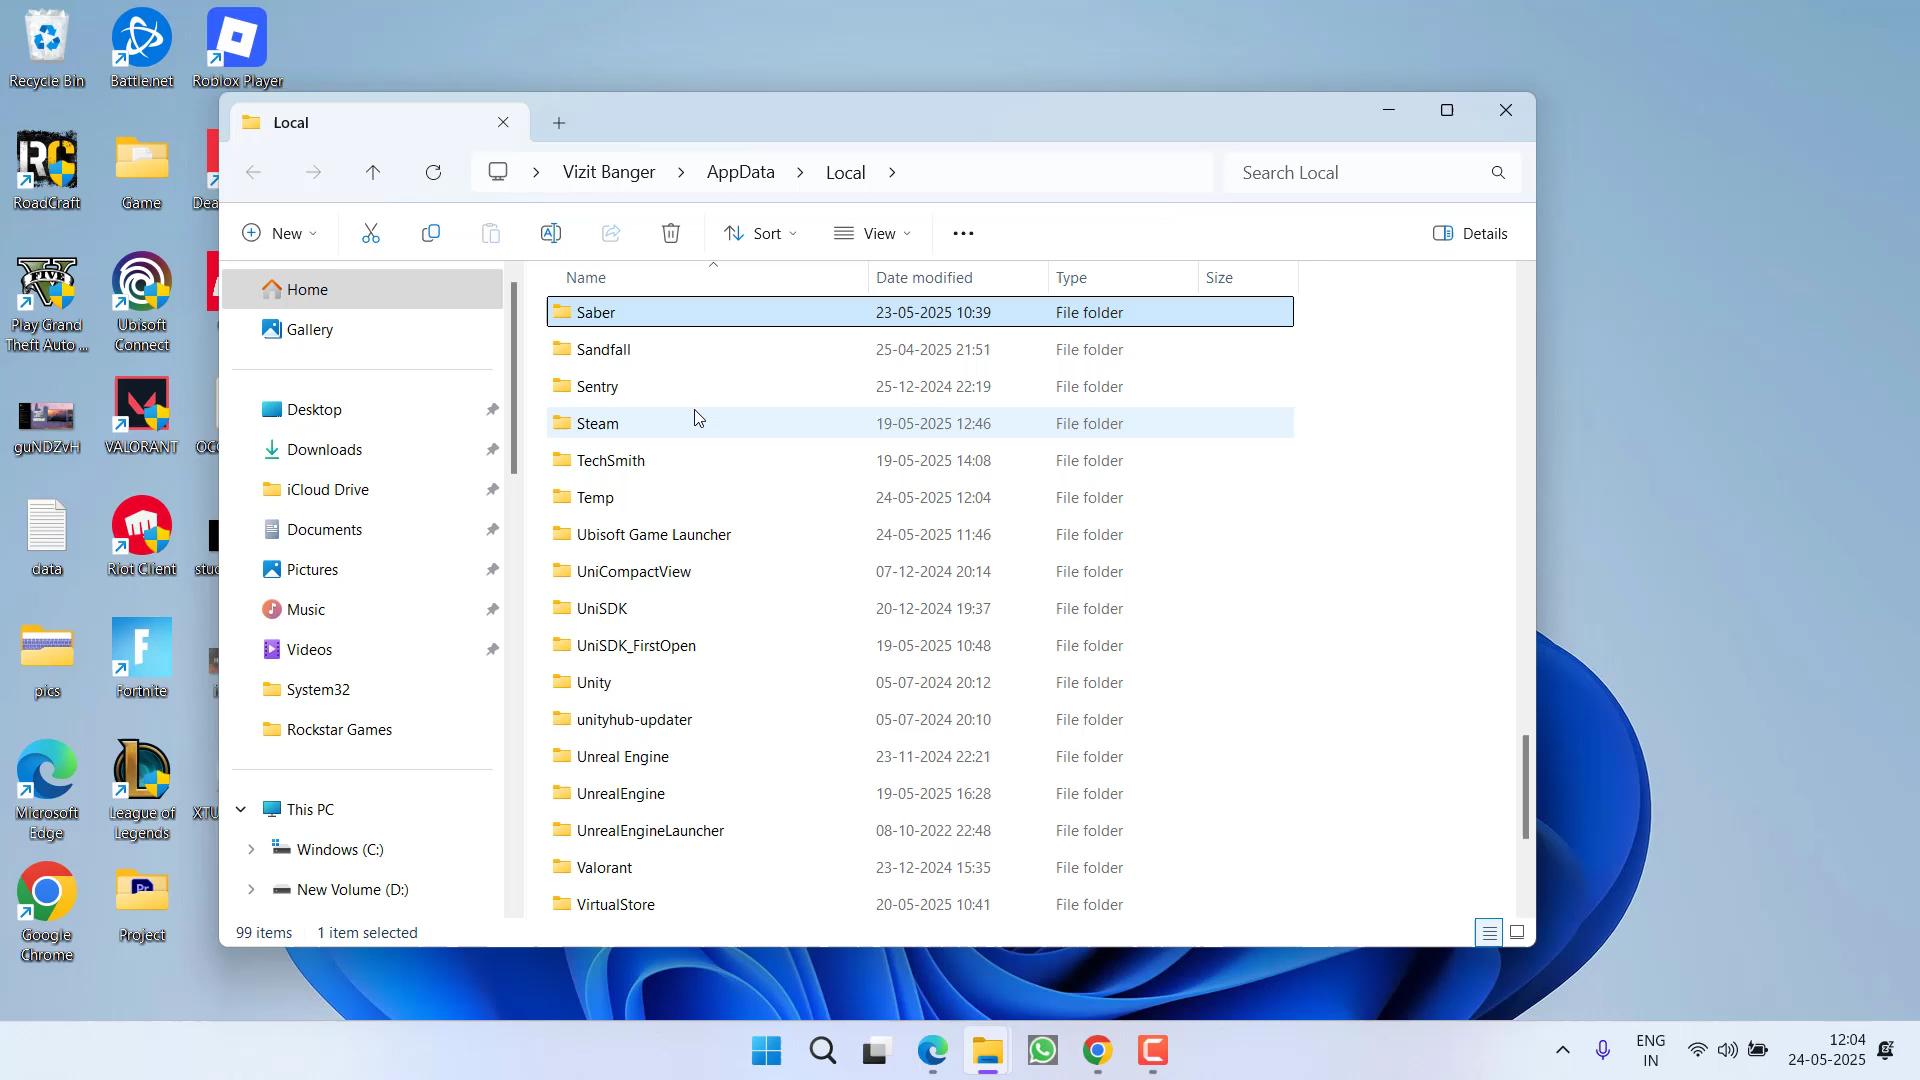 Recycle Bin
Battle.net
Roblox Player
RoadCraft
Game
Dea
Play Grand
Theft Auto ...
Ubisoft
Connect
guNDZvH
VALORANT
OCC
data
Riot Client
stud
pics
Fortnite
Microsoft
Edge
League of
Legends
XTU
Google
Chrome
Project
Local
Vizit Banger
AppData
Local
Search Local
New
Sort
View
Details
Home
Gallery
Desktop
Downloads
iCloud Drive
Documents
Pictures
Music
Videos
System32
Rockstar Games
This PC
Windows (C:)
New Volume (D:)
Name Date modified Type Size
Saber 23-05-2025 10:39 File folder
Sandfall 25-04-2025 21:51 File folder
Sentry 25-12-2024 22:19 File folder
Steam 19-05-2025 12:46 File folder
TechSmith 19-05-2025 14:08 File folder
Temp 24-05-2025 12:04 File folder
Ubisoft Game Launcher 24-05-2025 11:46 File folder
UniCompactView 07-12-2024 20:14 File folder
UniSDK 20-12-2024 19:37 File folder
UniSDK_FirstOpen 19-05-2025 10:48 File folder
Unity 05-07-2024 20:12 File folder
unityhub-updater 05-07-2024 20:10 File folder
Unreal Engine 23-11-2024 22:21 File folder
UnrealEngine 19-05-2025 16:28 File folder
UnrealEngineLauncher 08-10-2022 22:48 File folder
Valorant 23-12-2024 15:35 File folder
VirtualStore 20-05-2025 10:41 File folder
99 items 1 item selected
ENG
IN
12:04
24-05-2025